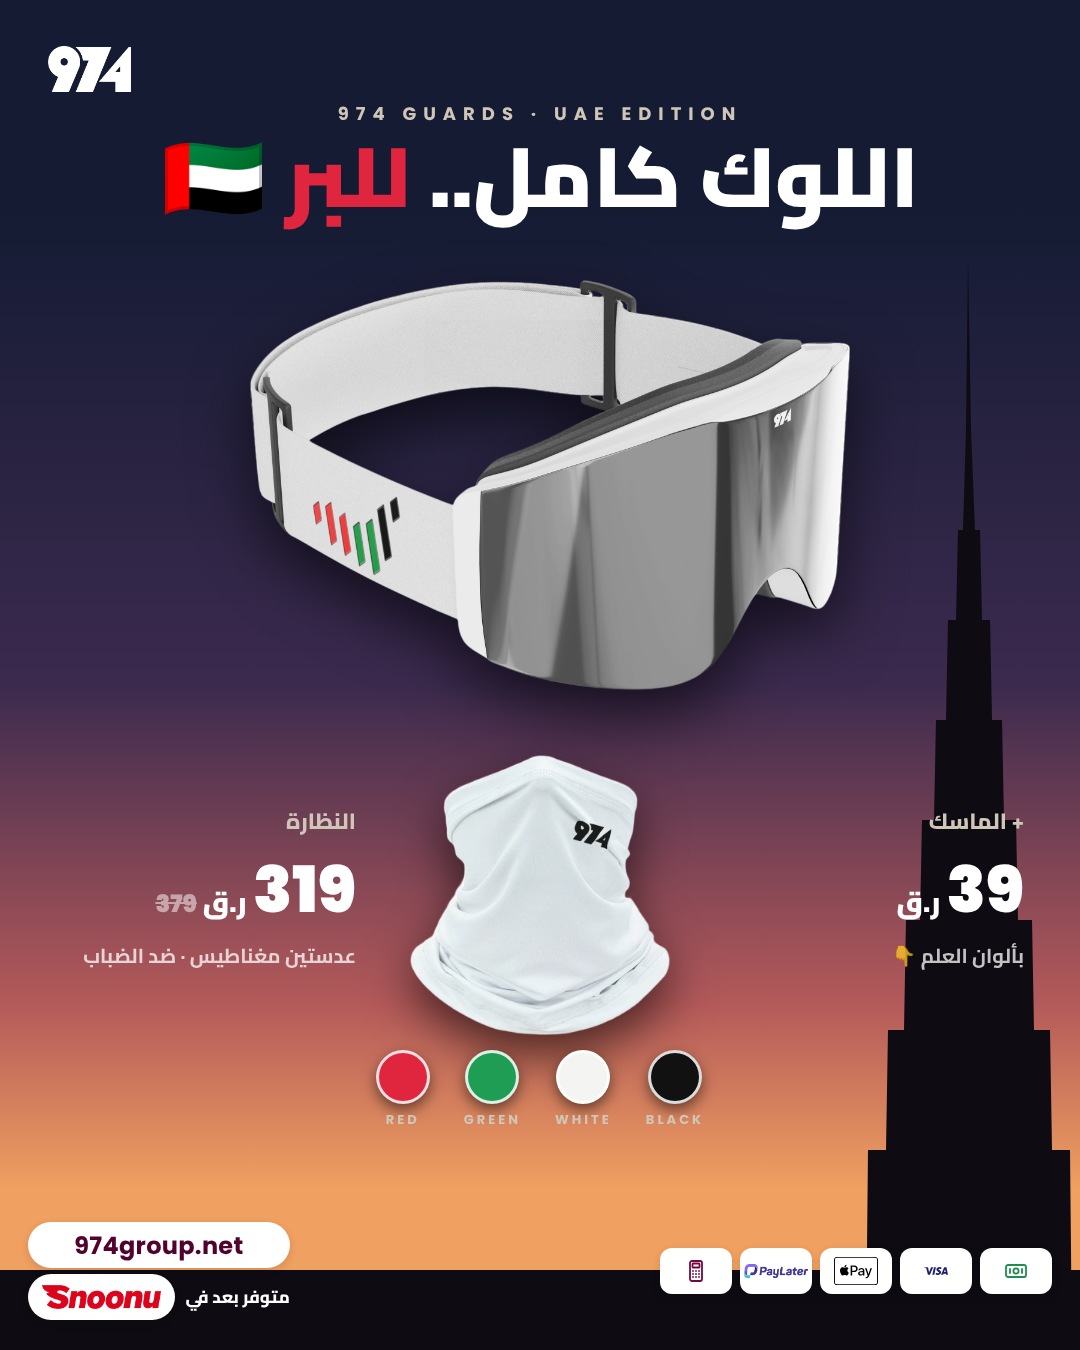 974
974 GUARDS · UAE EDITION
اللوك كامل.. للبر 🇦🇪
974
+ الماسك
39 ر.ق
بألوان العلم 👇
974
النظارة
319 ر.ق 379
عدستين مغناطيس · ضد الضباب
RED GREEN WHITE BLACK
974group.net
متوفر بعد في Snoonu
PayLater Pay VISA